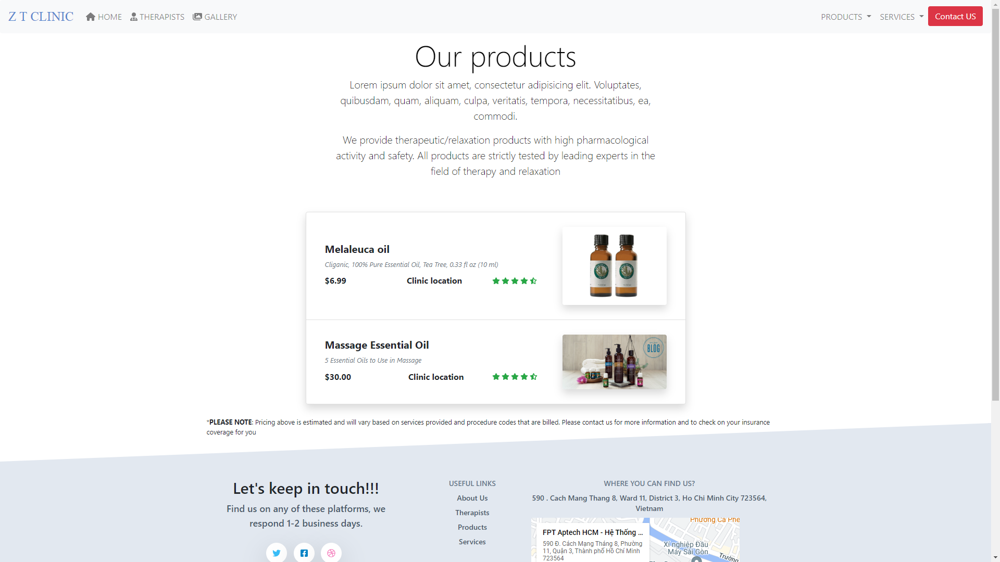 Z T CLINIC
HOME
THERAPISTS
GALLERY
PRODUCTS
SERVICES
Contact US
Our products
Lorem ipsum dolor sit amet, consectetur adipisicing elit. Voluptates,
quibusdam, quam, aliquam, culpa, veritatis, tempora, necessitatibus, ea,
commodi.
We provide therapeutic/relaxation products with high pharmacological
activity and safety. All products are strictly tested by leading experts in the
field of therapy and relaxation
Melaleuca oil
Cliganic, 100% Pure Essential Oil, Tea Tree, 0.33 fl oz (10 ml)
$6.99
Clinic location
Massage Essential Oil
5 Essential Oils to Use in Massage
$30.00
Clinic location
BLOG
*PLEASE NOTE: Pricing above is estimated and will vary based on services provided and procedure codes that are billed. Please contact us for more information and to check on your insurance
coverage for you
Let's keep in touch!!!
Find us on any of these platforms, we
respond 1-2 business days.
USEFUL LINKS
About Us
Therapists
Products
Services
WHERE YOU CAN FIND US?
590 . Cach Mang Thang 8, Ward 11, District 3, Ho Chi Minh City 723564,
Vietnam
Phương Cà Phê
FPT Aptech HCM - Hệ Thống ...
590 Đ. Cách Mạng Tháng 8, Phường
11, Quận 3, Thành phố Hồ Chí Minh
723564
Xí nghiệp Đầu
Máy Sài Gòn
Trường